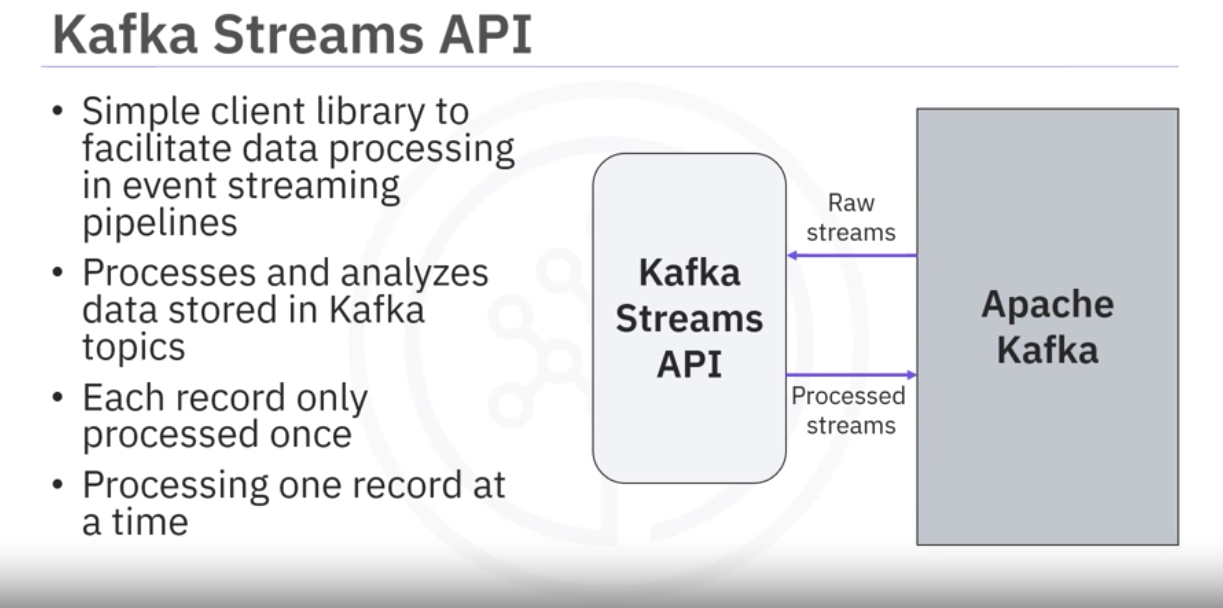 Kafka Streams API
• Simple client library to
facilitate data processing
in event streaming
pipelines
• Processes and analyzes
data stored in Kafka
topics
• Each record only
processed once
• Processing one record at
a time
Kafka
Streams
API
Raw
streams
Processed
streams
Apache
Kafka